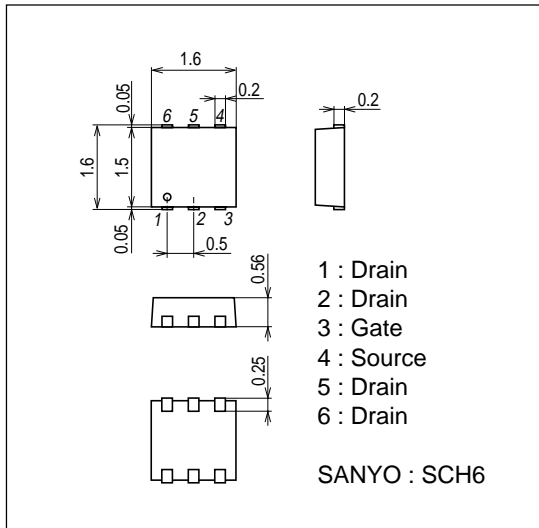 1.6
0.05
0.2
0.2
6 5 4
1.6
1.5
1 2 3
0.05
0.5
0.56
0.25
1 : Drain
2 : Drain
3 : Gate
4 : Source
5 : Drain
6 : Drain
SANYO : SCH6